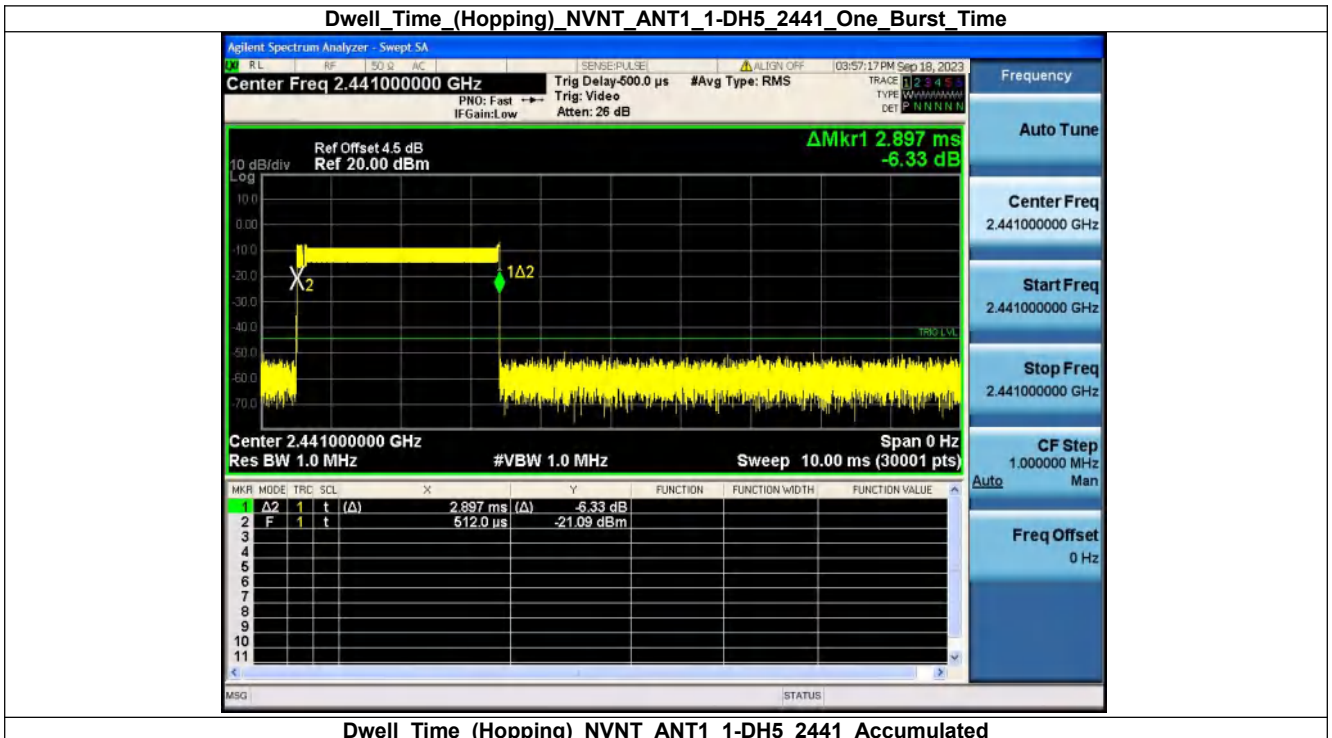 Dwell_Time_(Hopping)_NVNT_ANT1_1-DH5_2441_One_Burst_Time
Agilent Spectrum Analyzer - Swept SA
RL RF 50 Ω AC SENSE:PULSE ALIGN OFF 03:57:17 PM Sep 18, 2023
Center Freq 2.441000000 GHz Trig Delay-500.0 µs #Avg Type: RMS TRACE 1 2 3 4 5 6
PNO: Fast Trig: Video TYPE WWWWWW
IFGain:Low Atten: 26 dB DET P N N N N N
Frequency
Auto Tune
Center Freq
2.441000000 GHz
Start Freq
2.441000000 GHz
Stop Freq
2.441000000 GHz
CF Step
1.000000 MHz
Auto Man
Freq Offset
0 Hz
ΔMkr1 2.897 ms
-6.33 dB
Ref Offset 4.5 dB
10 dB/div Ref 20.00 dBm
Log
10.0
0.00
-10.0
-20.0
-30.0
-40.0
-50.0
-60.0
-70.0
2
1Δ2
TRIG LVL
Center 2.441000000 GHz Span 0 Hz
Res BW 1.0 MHz #VBW 1.0 MHz Sweep 10.00 ms (30001 pts)
MKR MODE TRC SCL X Y FUNCTION FUNCTION WIDTH FUNCTION VALUE
1 Δ2 1 t (Δ) 2.897 ms (Δ) -6.33 dB
2 F 1 t 512.0 µs -21.09 dBm
3
4
5
6
7
8
9
10
11
MSG STATUS
Dwell_Time_(Hopping)_NVNT_ANT1_1-DH5_2441_Accumulated